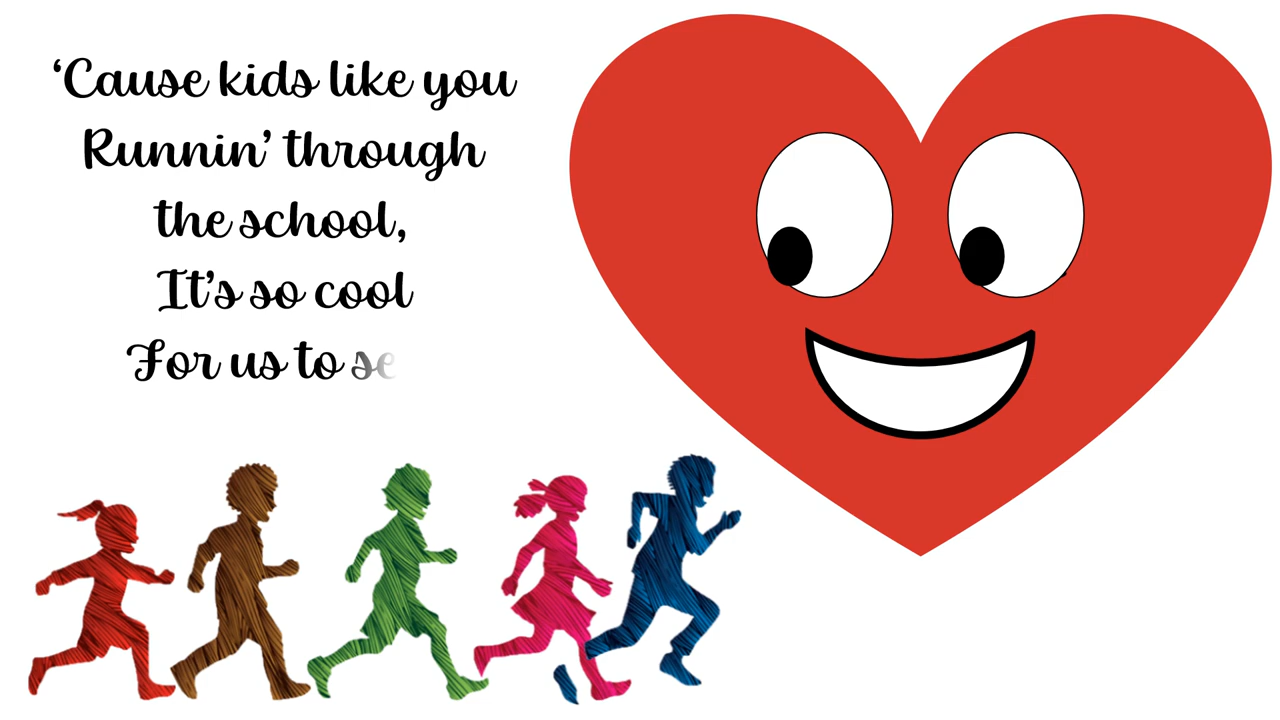 ‘Cause kids like you
Runnin’ through
the school,
It’s so cool
For us to